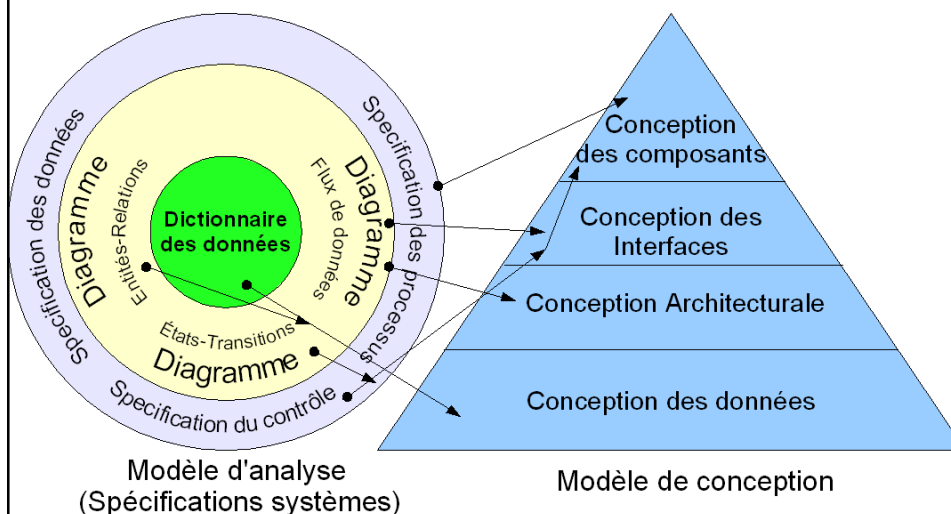 Spécification des données
Diagramme
Entités-Relations
Dictionnaire
des données
Flux de données
Diagramme
Specification des processus
États-Transitions
Diagramme
Specification du contrôle
Modèle d'analyse
(Spécifications systèmes)
Conception
des composants
Conception des
Interfaces
Conception Architecturale
Conception des données
Modèle de conception